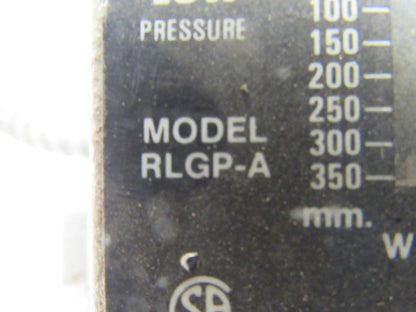 PRESSURE
MODEL
RLGP-A
100
150
200
250
300
350
mm.
W